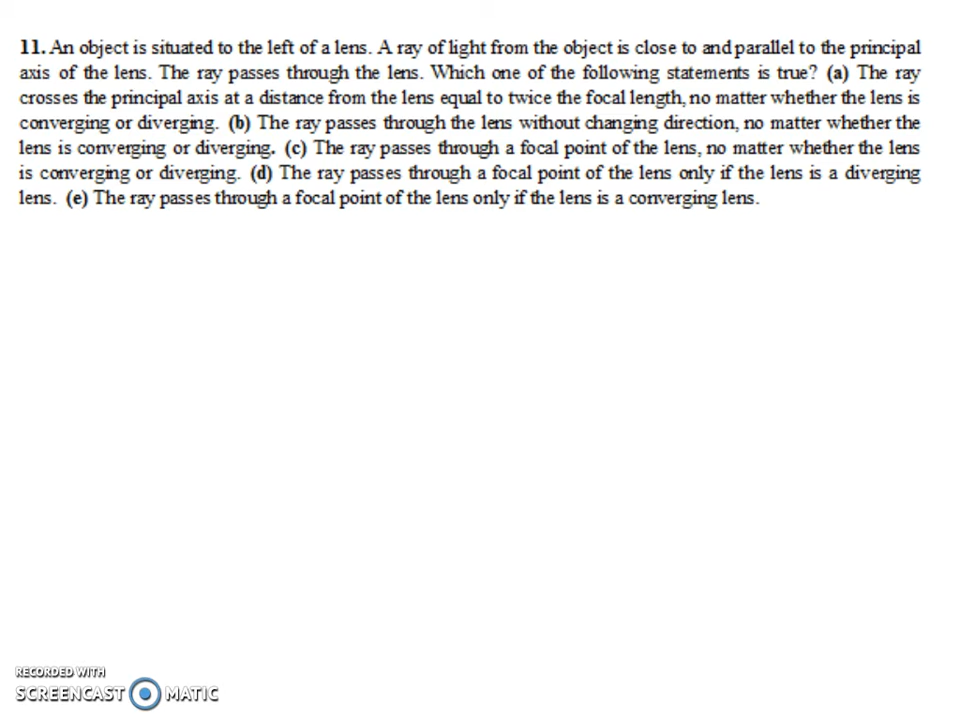 11. An object is situated to the left of a lens. A ray of light from the object is close to and parallel to the principal
axis of the lens. The ray passes through the lens. Which one of the following statements is true? (a) The ray
crosses the principal axis at a distance from the lens equal to twice the focal length, no matter whether the lens is
converging or diverging. (b) The ray passes through the lens without changing direction, no matter whether the
lens is converging or diverging. (c) The ray passes through a focal point of the lens, no matter whether the lens
is converging or diverging. (d) The ray passes through a focal point of the lens only if the lens is a diverging
lens. (e) The ray passes through a focal point of the lens only if the lens is a converging lens.
RECORDED WITH
SCREENCAST MATIC